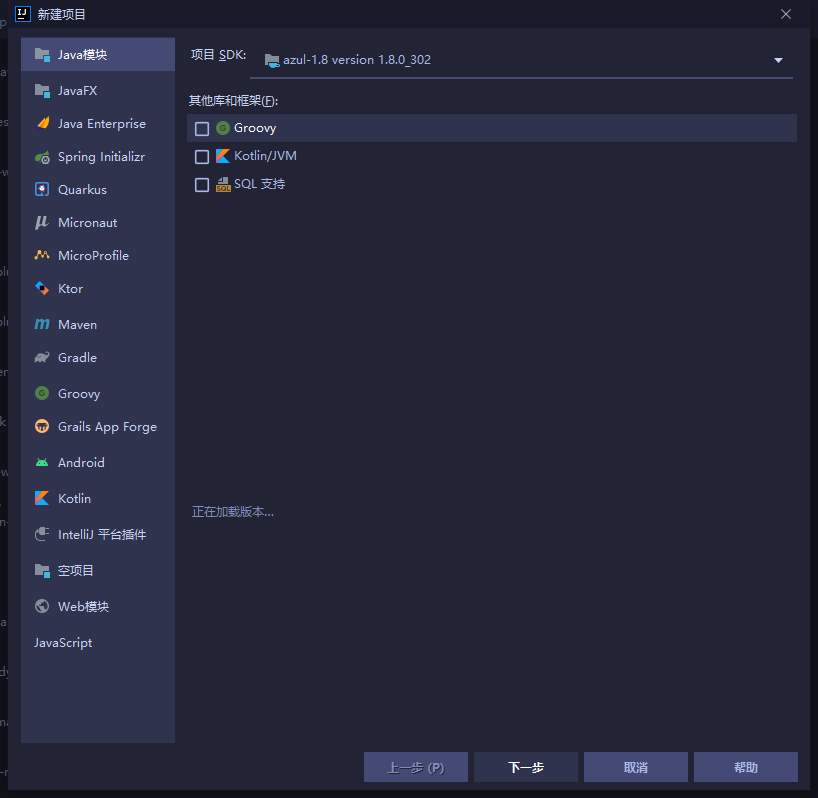 新建项目
Java模块
JavaFX
Java Enterprise
Spring Initializr
Quarkus
Micronaut
MicroProfile
Ktor
Maven
Gradle
Groovy
Grails App Forge
Android
Kotlin
IntelliJ 平台插件
空项目
Web模块
JavaScript
项目 SDK:
azul-1.8 version 1.8.0_302
其他库和框架(F):
Groovy
Kotlin/JVM
SQL 支持
正在加载版本...
上一步 (P)
下一步
取消
帮助